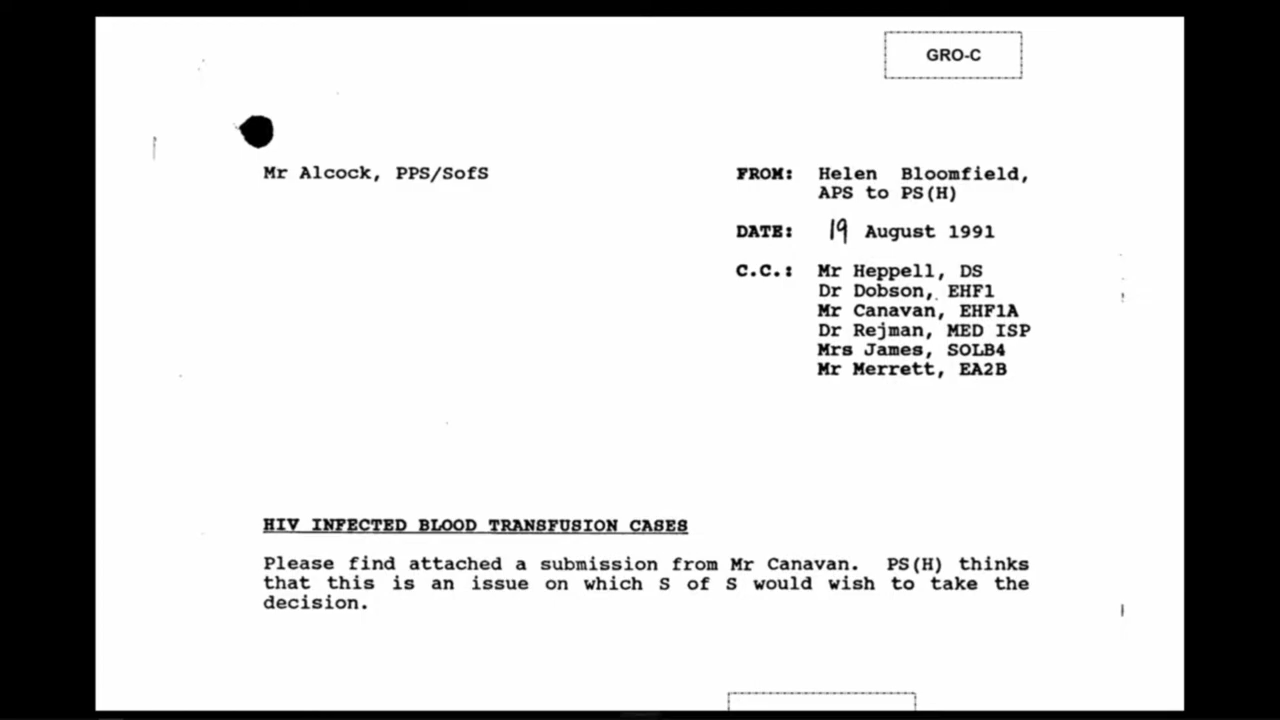 GRO-C
Mr Alcock, PPS/SofS
FROM: Helen Bloomfield,
APS to PS(H)
DATE: 19 August 1991
C.C.: Mr Heppell, DS
Dr Dobson, EHF1
Mr Canavan, EHF1A
Dr Rejman, MED ISP
Mrs James, SOLB4
Mr Merrett, EA2B
HIV INFECTED BLOOD TRANSFUSION CASES
Please find attached a submission from Mr Canavan. PS(H) thinks
that this is an issue on which S of S would wish to take the
decision.